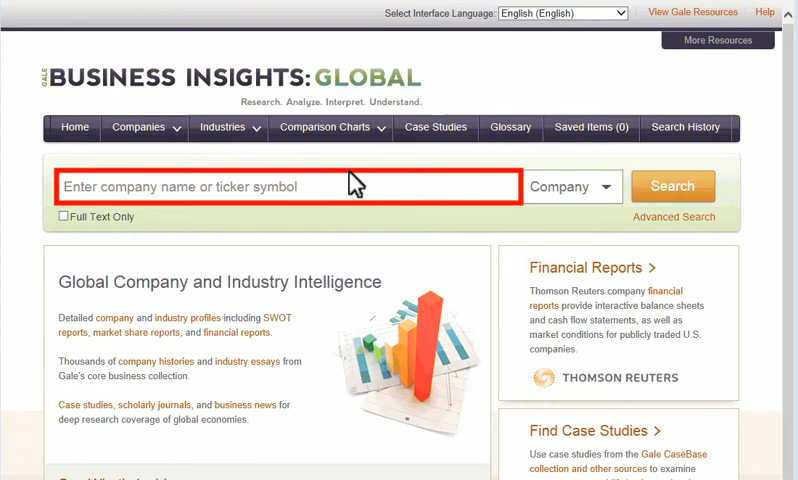 Select Interface Language: English (English) View Gale Resources Help
More Resources
GALE BUSINESS INSIGHTS: GLOBAL
Research. Analyze. Interpret. Understand.
Home Companies Industries Comparison Charts Case Studies Glossary Saved Items (0) Search History
Enter company name or ticker symbol Company Search
Full Text Only Advanced Search
Global Company and Industry Intelligence
Detailed company and industry profiles including SWOT
reports, market share reports, and financial reports.
Thousands of company histories and industry essays from
Gale's core business collection.
Case studies, scholarly journals, and business news for
deep research coverage of global economies.
Financial Reports >
Thomson Reuters company financial
reports provide interactive balance sheets
and cash flow statements, as well as
market conditions for publicly traded U.S.
companies.
THOMSON REUTERS
Find Case Studies >
Use case studies from the Gale CaseBase
collection and other sources to examine